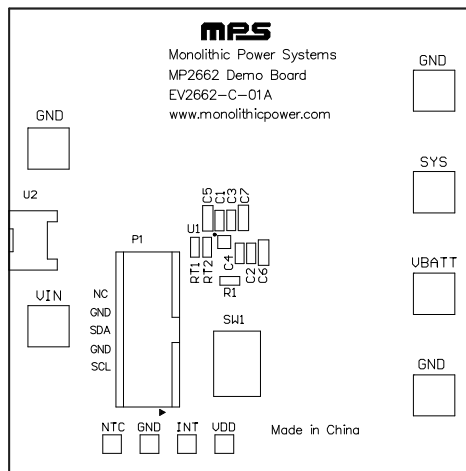 mps
Monolithic Power Systems
MP2662 Demo Board
EV2662-C-01A
www.monolithicpower.com
GND
GND
SYS
U2
C5
C1
C3
C7
U1
P1
RT1
RT2
C4
C2
C6
VBATT
VIN
NC
GND
SDA
GND
SCL
R1
SW1
GND
NTC
GND
INT
VDD
Made in China